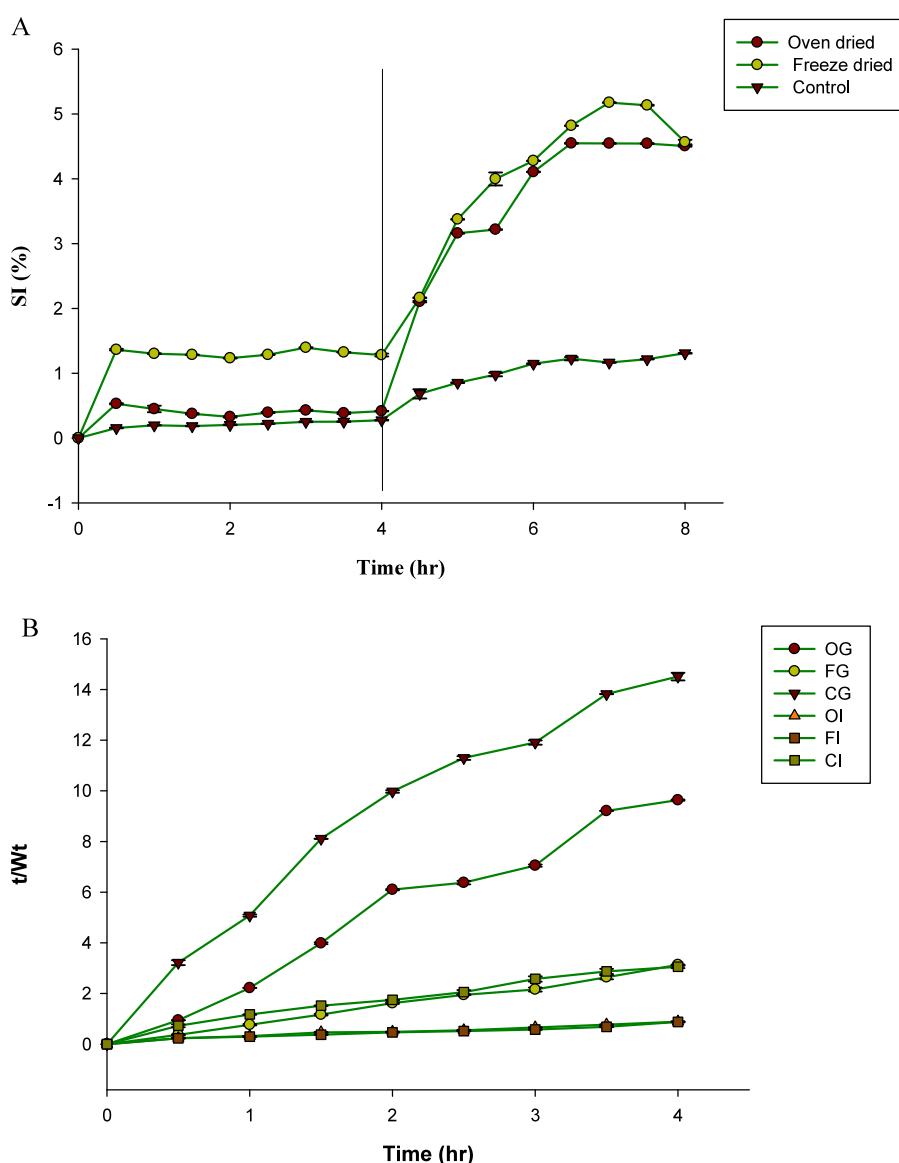 A
6
5
4
3
2
1
0
-1
SI (%)
0 2 4 6 8
Time (hr)
Oven dried
Freeze dried
Control
B
16
14
12
10
8
6
4
2
0
t/Wt
0 1 2 3 4
Time (hr)
OG
FG
CG
OI
FI
CI